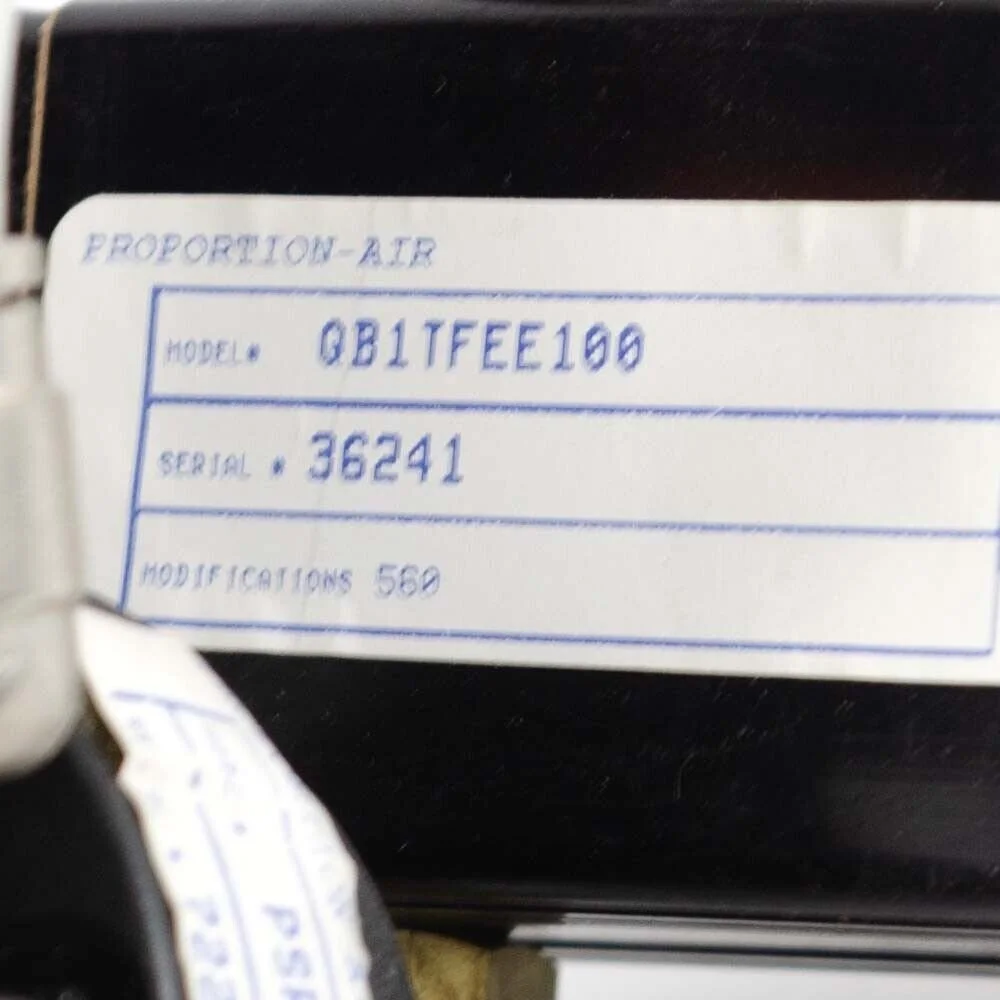 PROPORTION-AIR
MODEL# QB1TFEE100
SERIAL # 36241
MODIFICATIONS 560